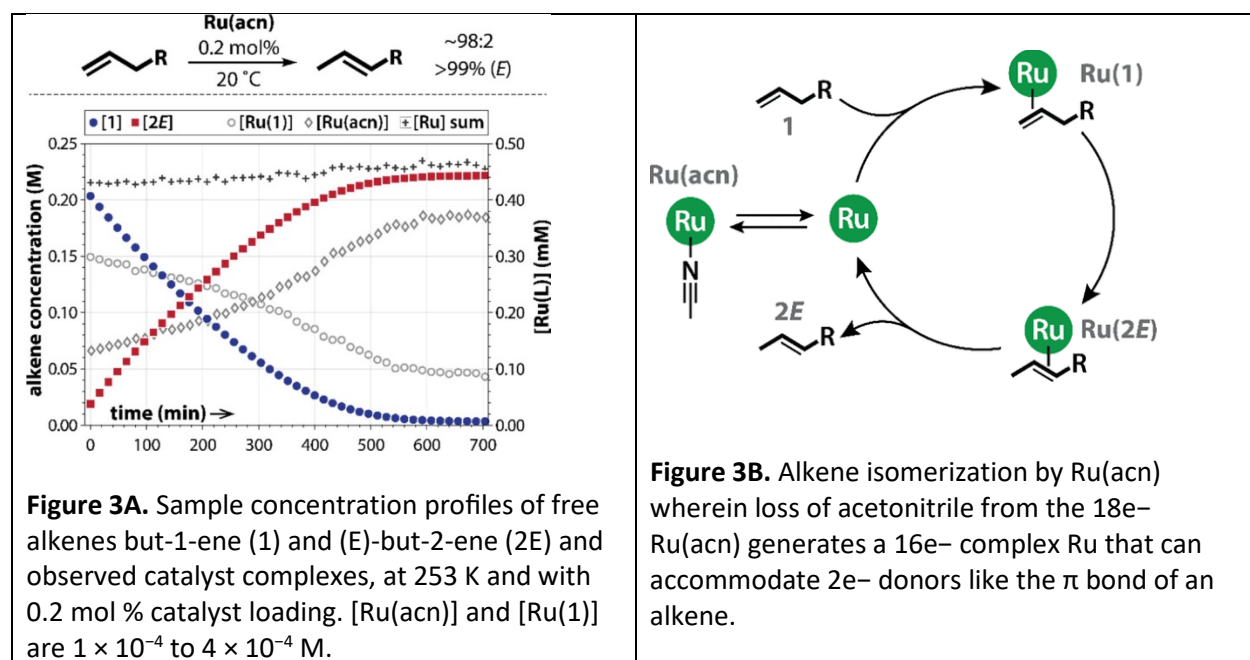 Ru(acn)
0.2 mol%
20 ˚C
R
R
~98:2
>99% (E)
[1] [2E] [Ru(1)] [Ru(acn)] [Ru] sum
alkene concentration (M)
0.25
0.20
0.15
0.10
0.05
0.00
0.50
0.40
0.30
0.20
0.10
0.00
[Ru(L)] (mM)
time (min) →
0 100 200 300 400 500 600 700
Figure 3A. Sample concentration profiles of free
alkenes but-1-ene (1) and (E)-but-2-ene (2E) and
observed catalyst complexes, at 253 K and with
0.2 mol % catalyst loading. [Ru(acn)] and [Ru(1)]
are 1 × 10⁻⁴ to 4 × 10⁻⁴ M.
Ru Ru(1)
R
R
1
Ru(acn)
Ru
N
Ru
2E
R
Ru Ru(2E)
R
Figure 3B. Alkene isomerization by Ru(acn)
wherein loss of acetonitrile from the 18e−
Ru(acn) generates a 16e− complex Ru that can
accommodate 2e− donors like the π bond of an
alkene.